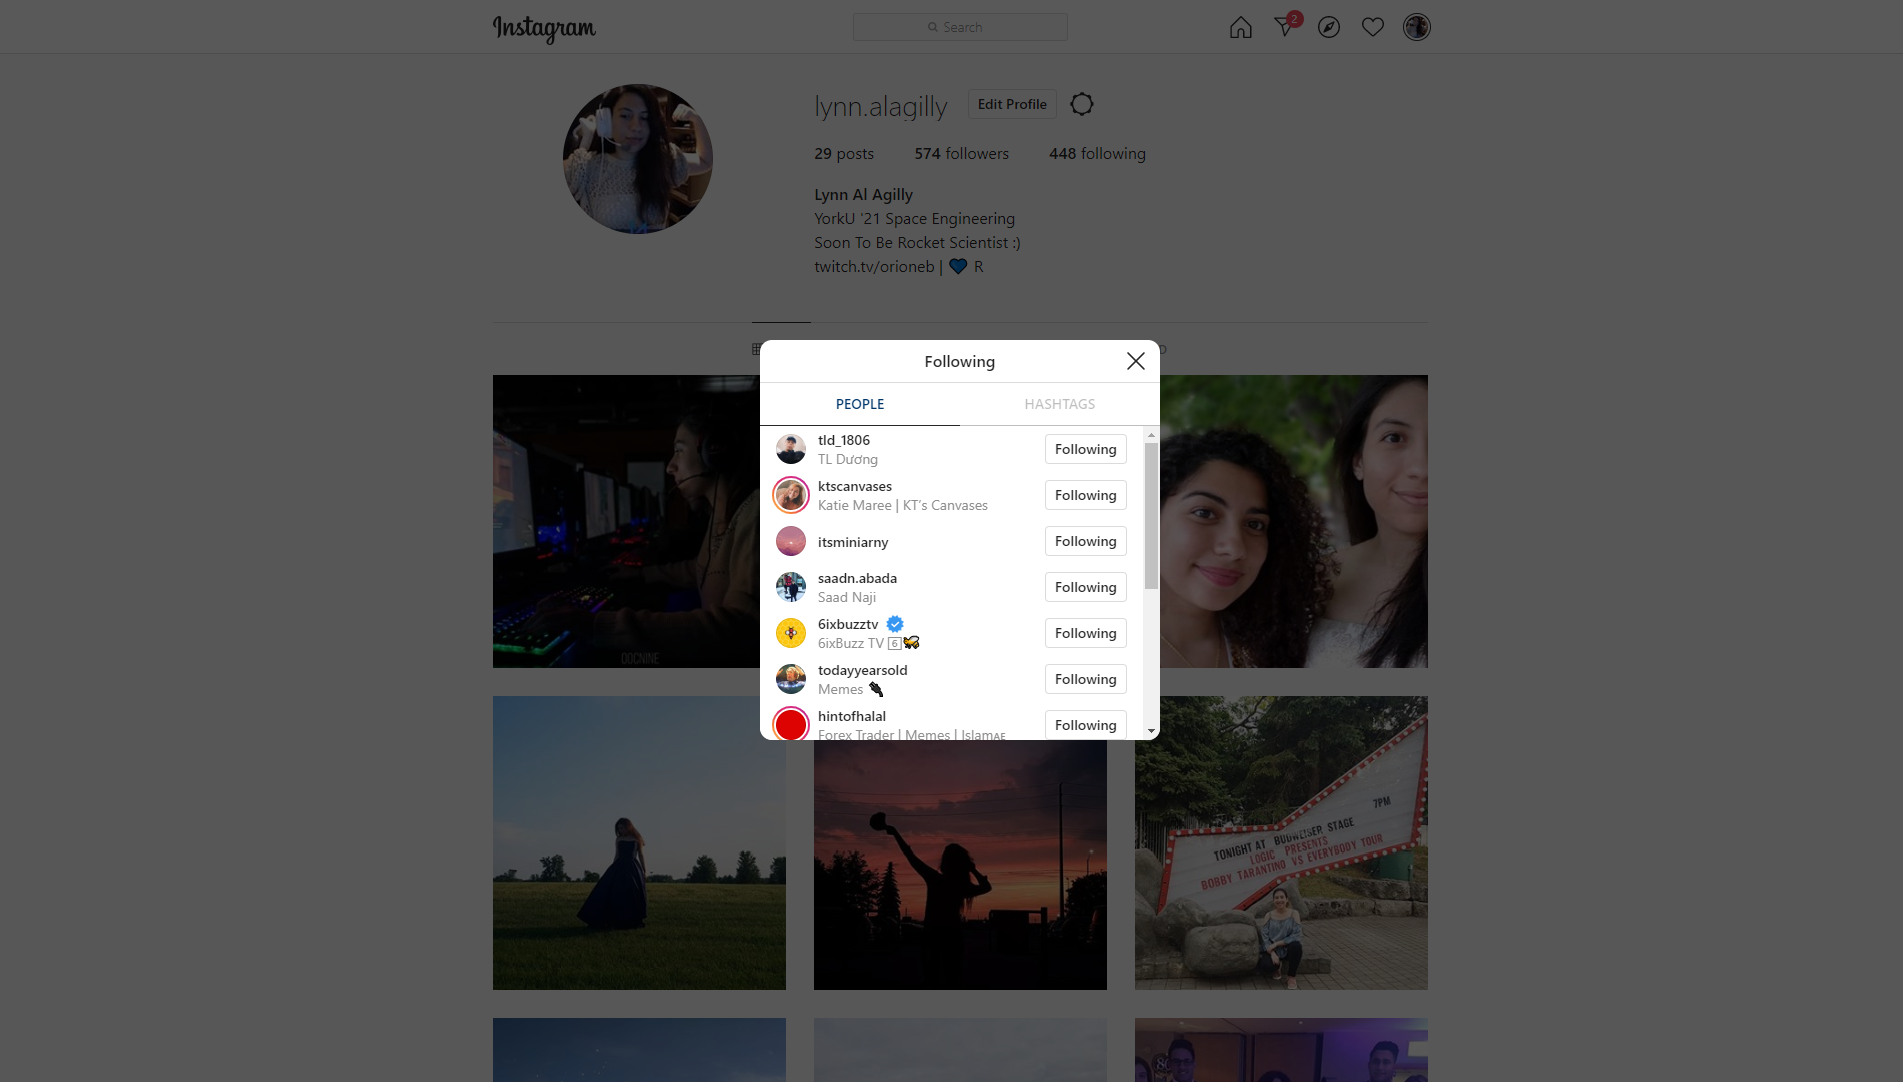 Instagram
Search
2
lynn.alagilly
Edit Profile
29 posts 574 followers 448 following
Lynn Al Agilly
YorkU '21 Space Engineering
Soon To Be Rocket Scientist :)
twitch.tv/orioneb | 💙 R
Following
PEOPLE HASHTAGS
tld_1806
TL Dương
Following
ktscanvases
Katie Maree | KT's Canvases
Following
itsminiarny
Following
saadn.abada
Saad Naji
Following
6ixbuzztv
6ixBuzz TV 6🐝
Following
todayyearsold
Memes
Following
hintofhalal
Forex Trader | Memes | Islamᴀᴇ
Following
OOCNINE
7PM
TONIGHT AT BUDWEISER STAGE
LOGIC PRESENTS
BOBBY TARANTINO VS EVERYBODY TOUR